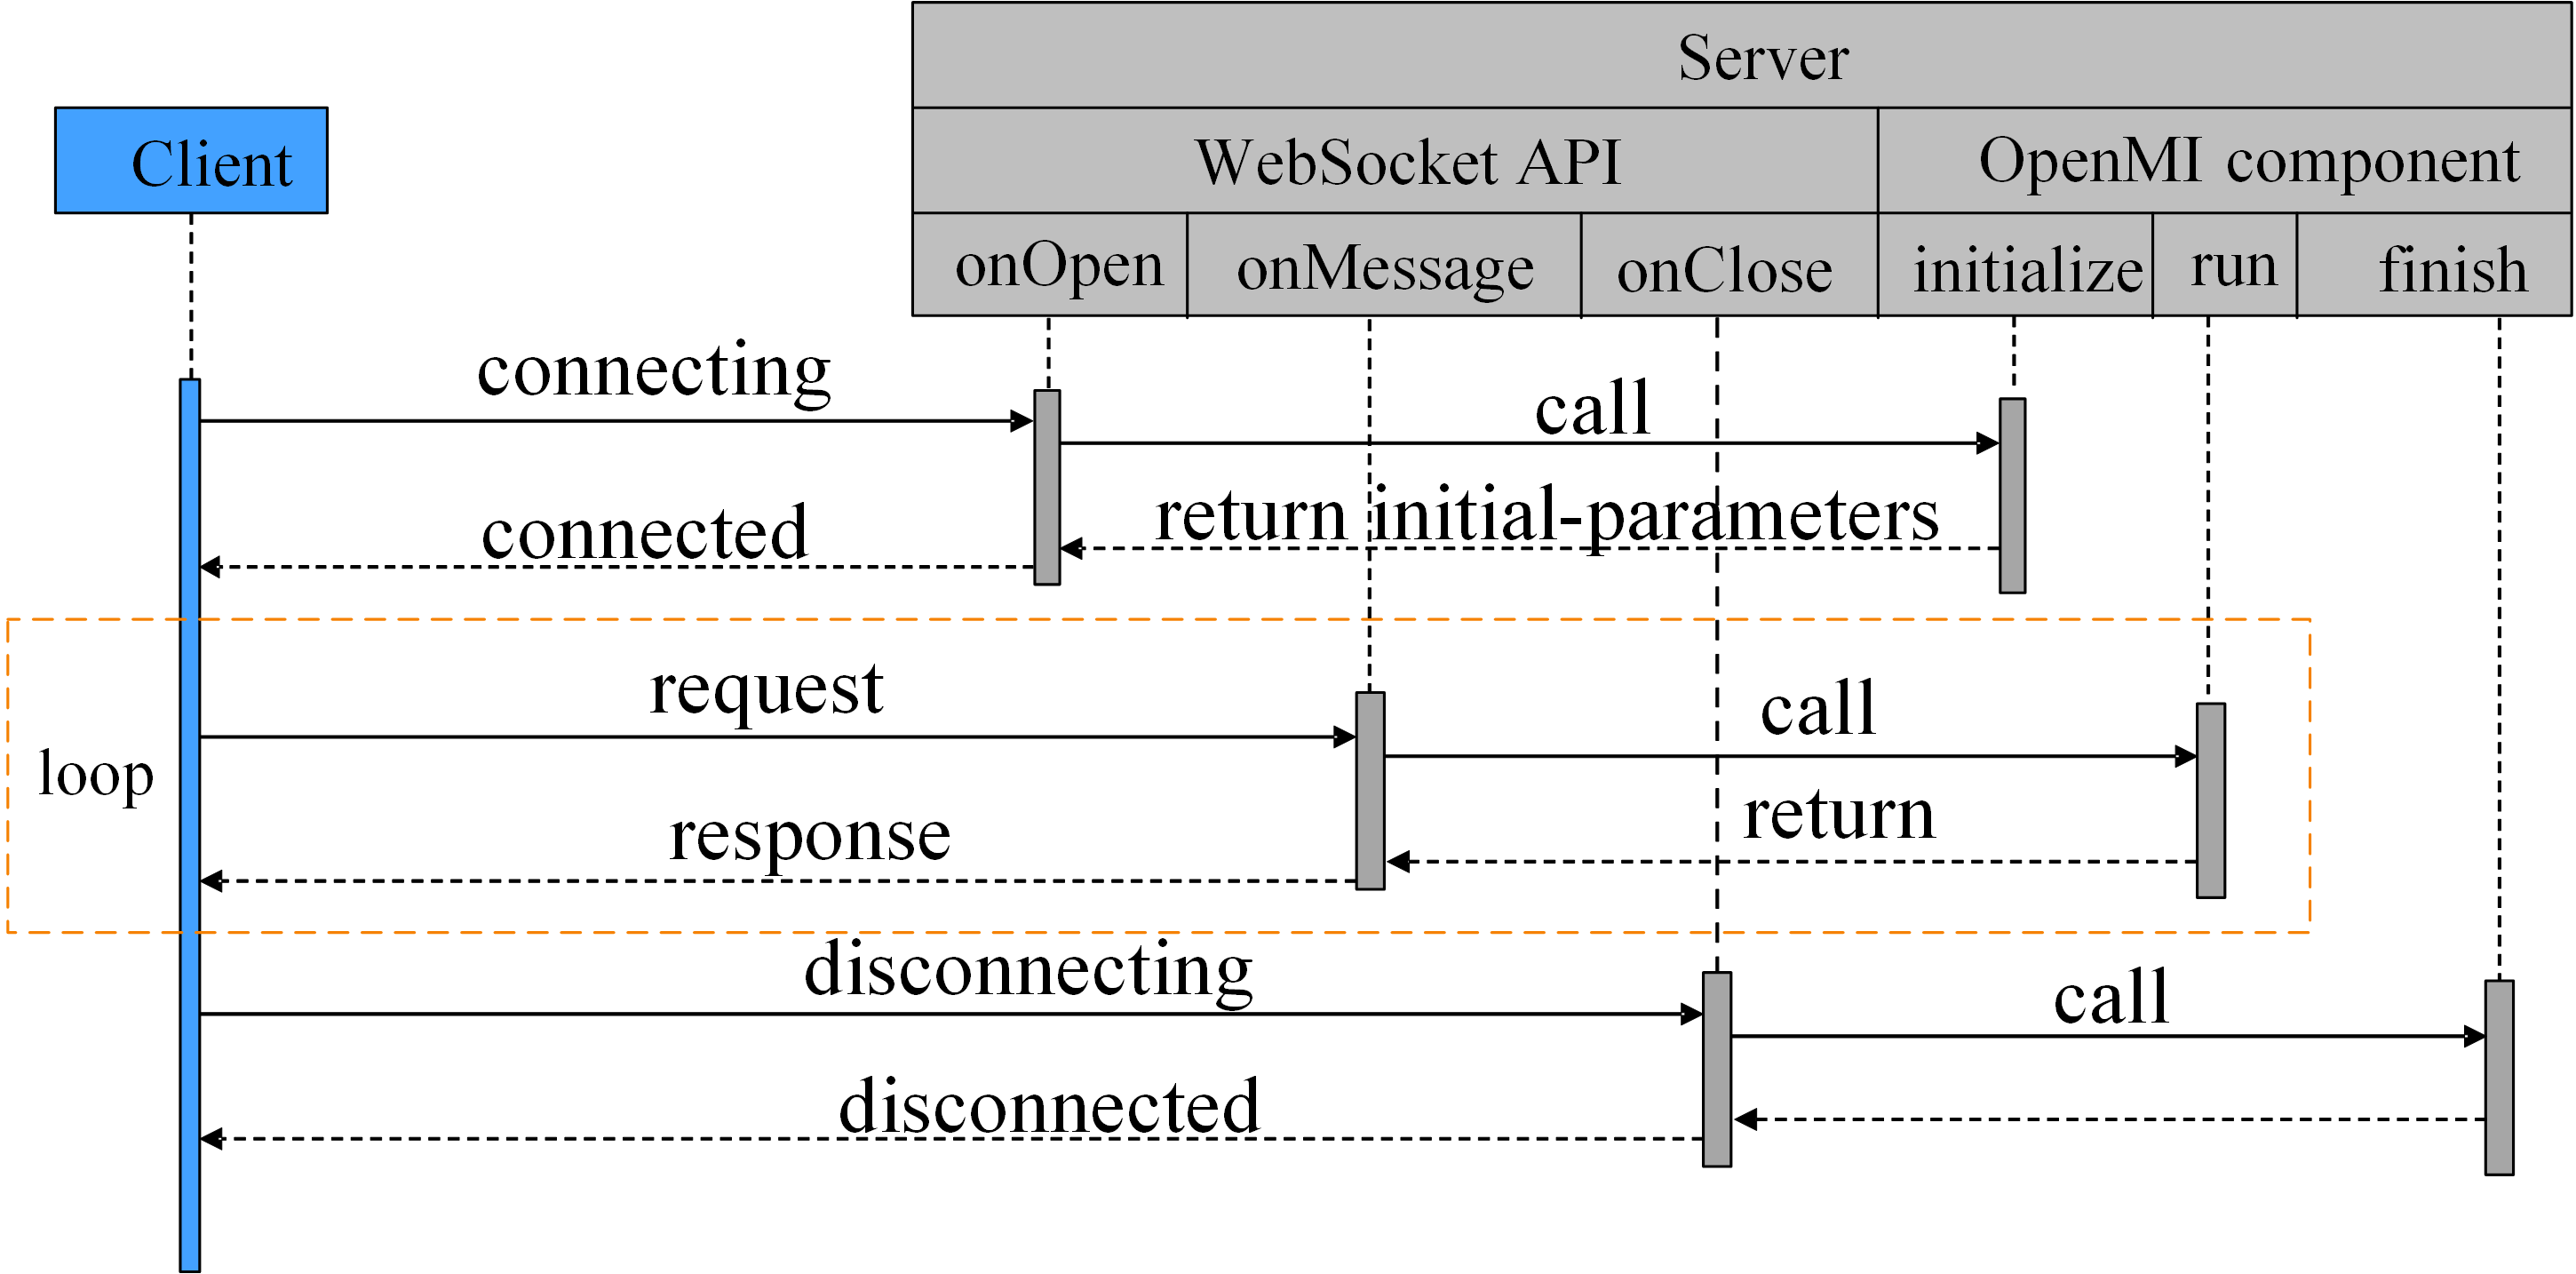 Server
Client
WebSocket API
OpenMI component
onOpen
onMessage
onClose
initialize
run
finish
connecting
call
return initial-parameters
connected
request
call
loop
return
response
disconnecting
call
disconnected